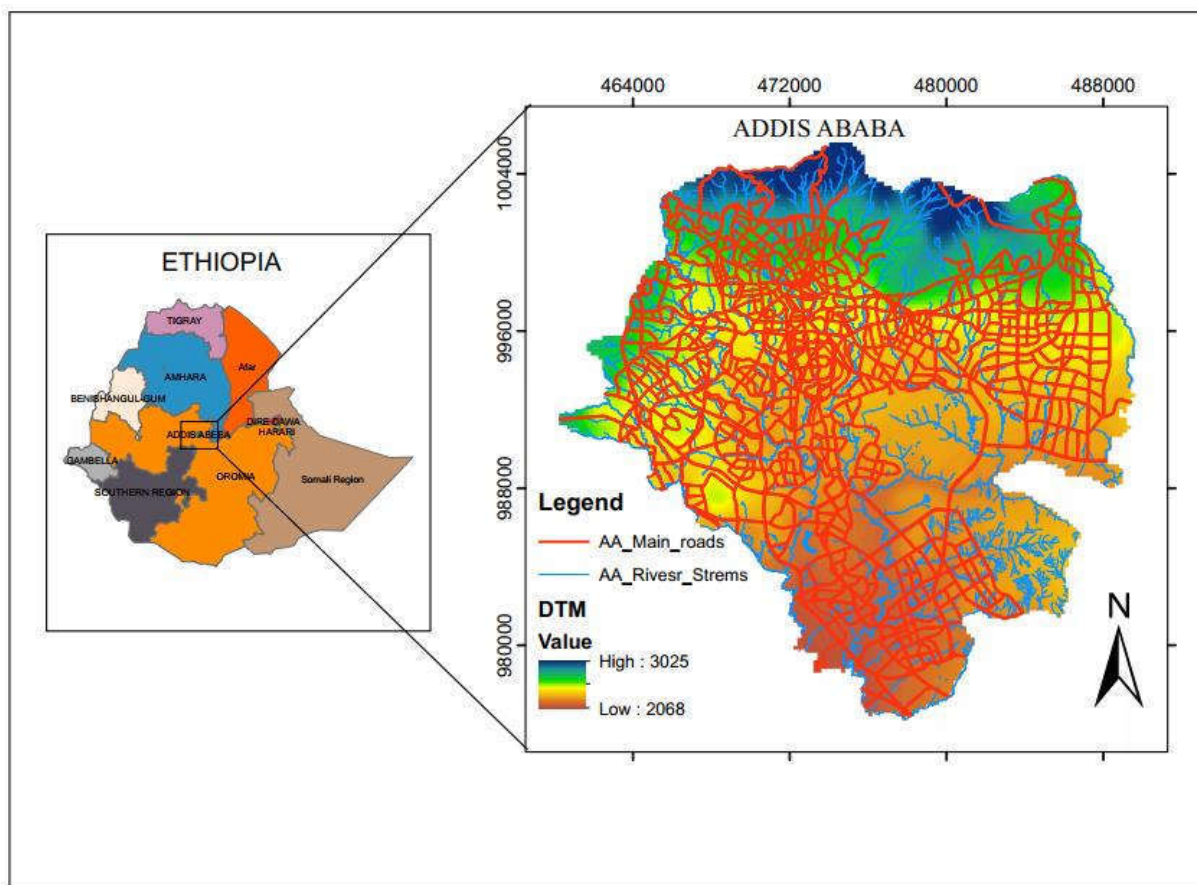 ETHIOPIA
TIGRAY
AMHARA
Afar
BENISHANGUL-GUM
ADDIS ABEBA
DIRE DAWA
HARARI
GAMBELLA
SOUTHERN REGION
OROMIA
Somali Region
464000 472000 480000 488000
ADDIS ABABA
1004000
996000
988000
980000
Legend
AA_Main_roads
AA_Rivesr_Strems
DTM
Value
High : 3025
Low : 2068
N